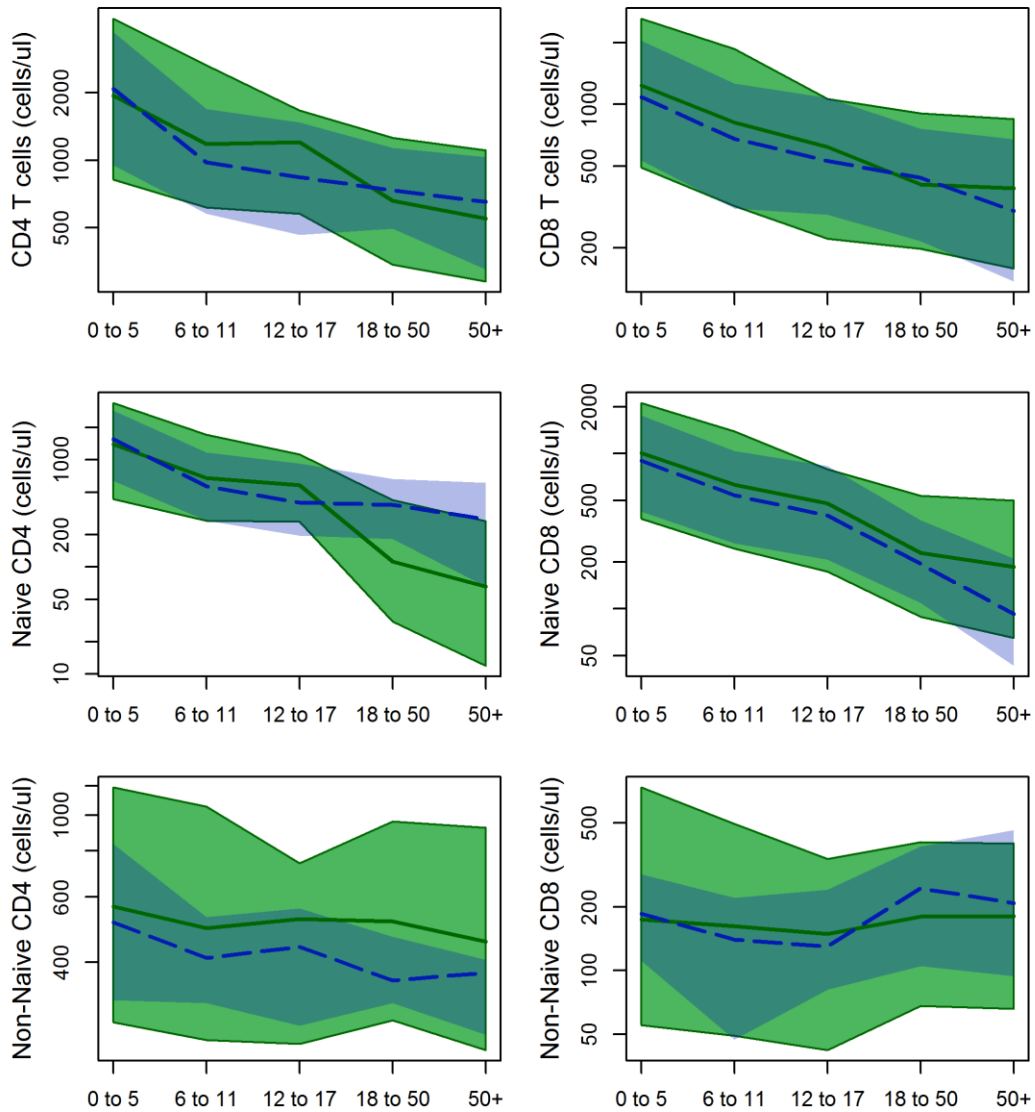 CD4 T cells (cells/ul)
2000
1000
500
0 to 5 6 to 11 12 to 17 18 to 50 50+
CD8 T cells (cells/ul)
1000
500
200
0 to 5 6 to 11 12 to 17 18 to 50 50+
Naive CD4 (cells/ul)
1000
200
50
10
0 to 5 6 to 11 12 to 17 18 to 50 50+
Naive CD8 (cells/ul)
2000
500
200
50
0 to 5 6 to 11 12 to 17 18 to 50 50+
Non-Naive CD4 (cells/ul)
1000
600
400
0 to 5 6 to 11 12 to 17 18 to 50 50+
Non-Naive CD8 (cells/ul)
500
200
100
50
0 to 5 6 to 11 12 to 17 18 to 50 50+